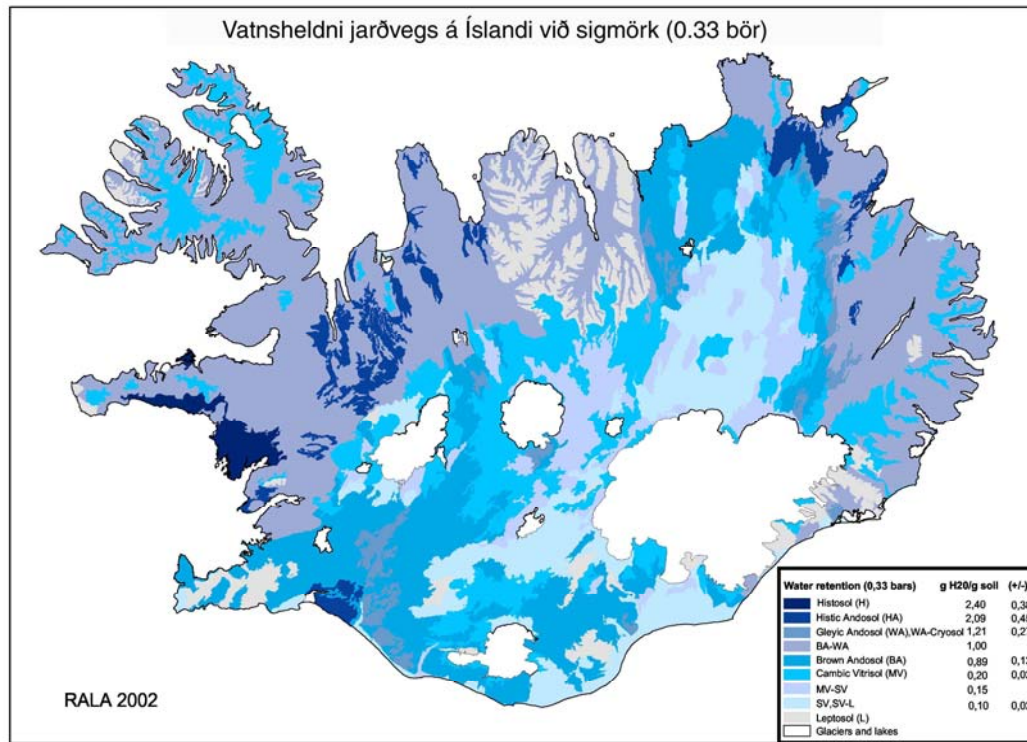 Vatnsheldni jarðvegs á Íslandi við sigmörk (0.33 bör)
Water retention (0,33 bars) g H20/g soil (+/-)
Histosol (H) 2,40
Histic Andosol (HA) 2,09
Gleyic Andosol (WA),WA-Cryosol 1,21
BA-WA 1,00
Brown Andosol (BA) 0,89
Cambic Vitrisol (MV) 0,20
MV-SV 0,15
SV,SV-L 0,10
Leptosol (L)
Glaciers and lakes
RALA 2002